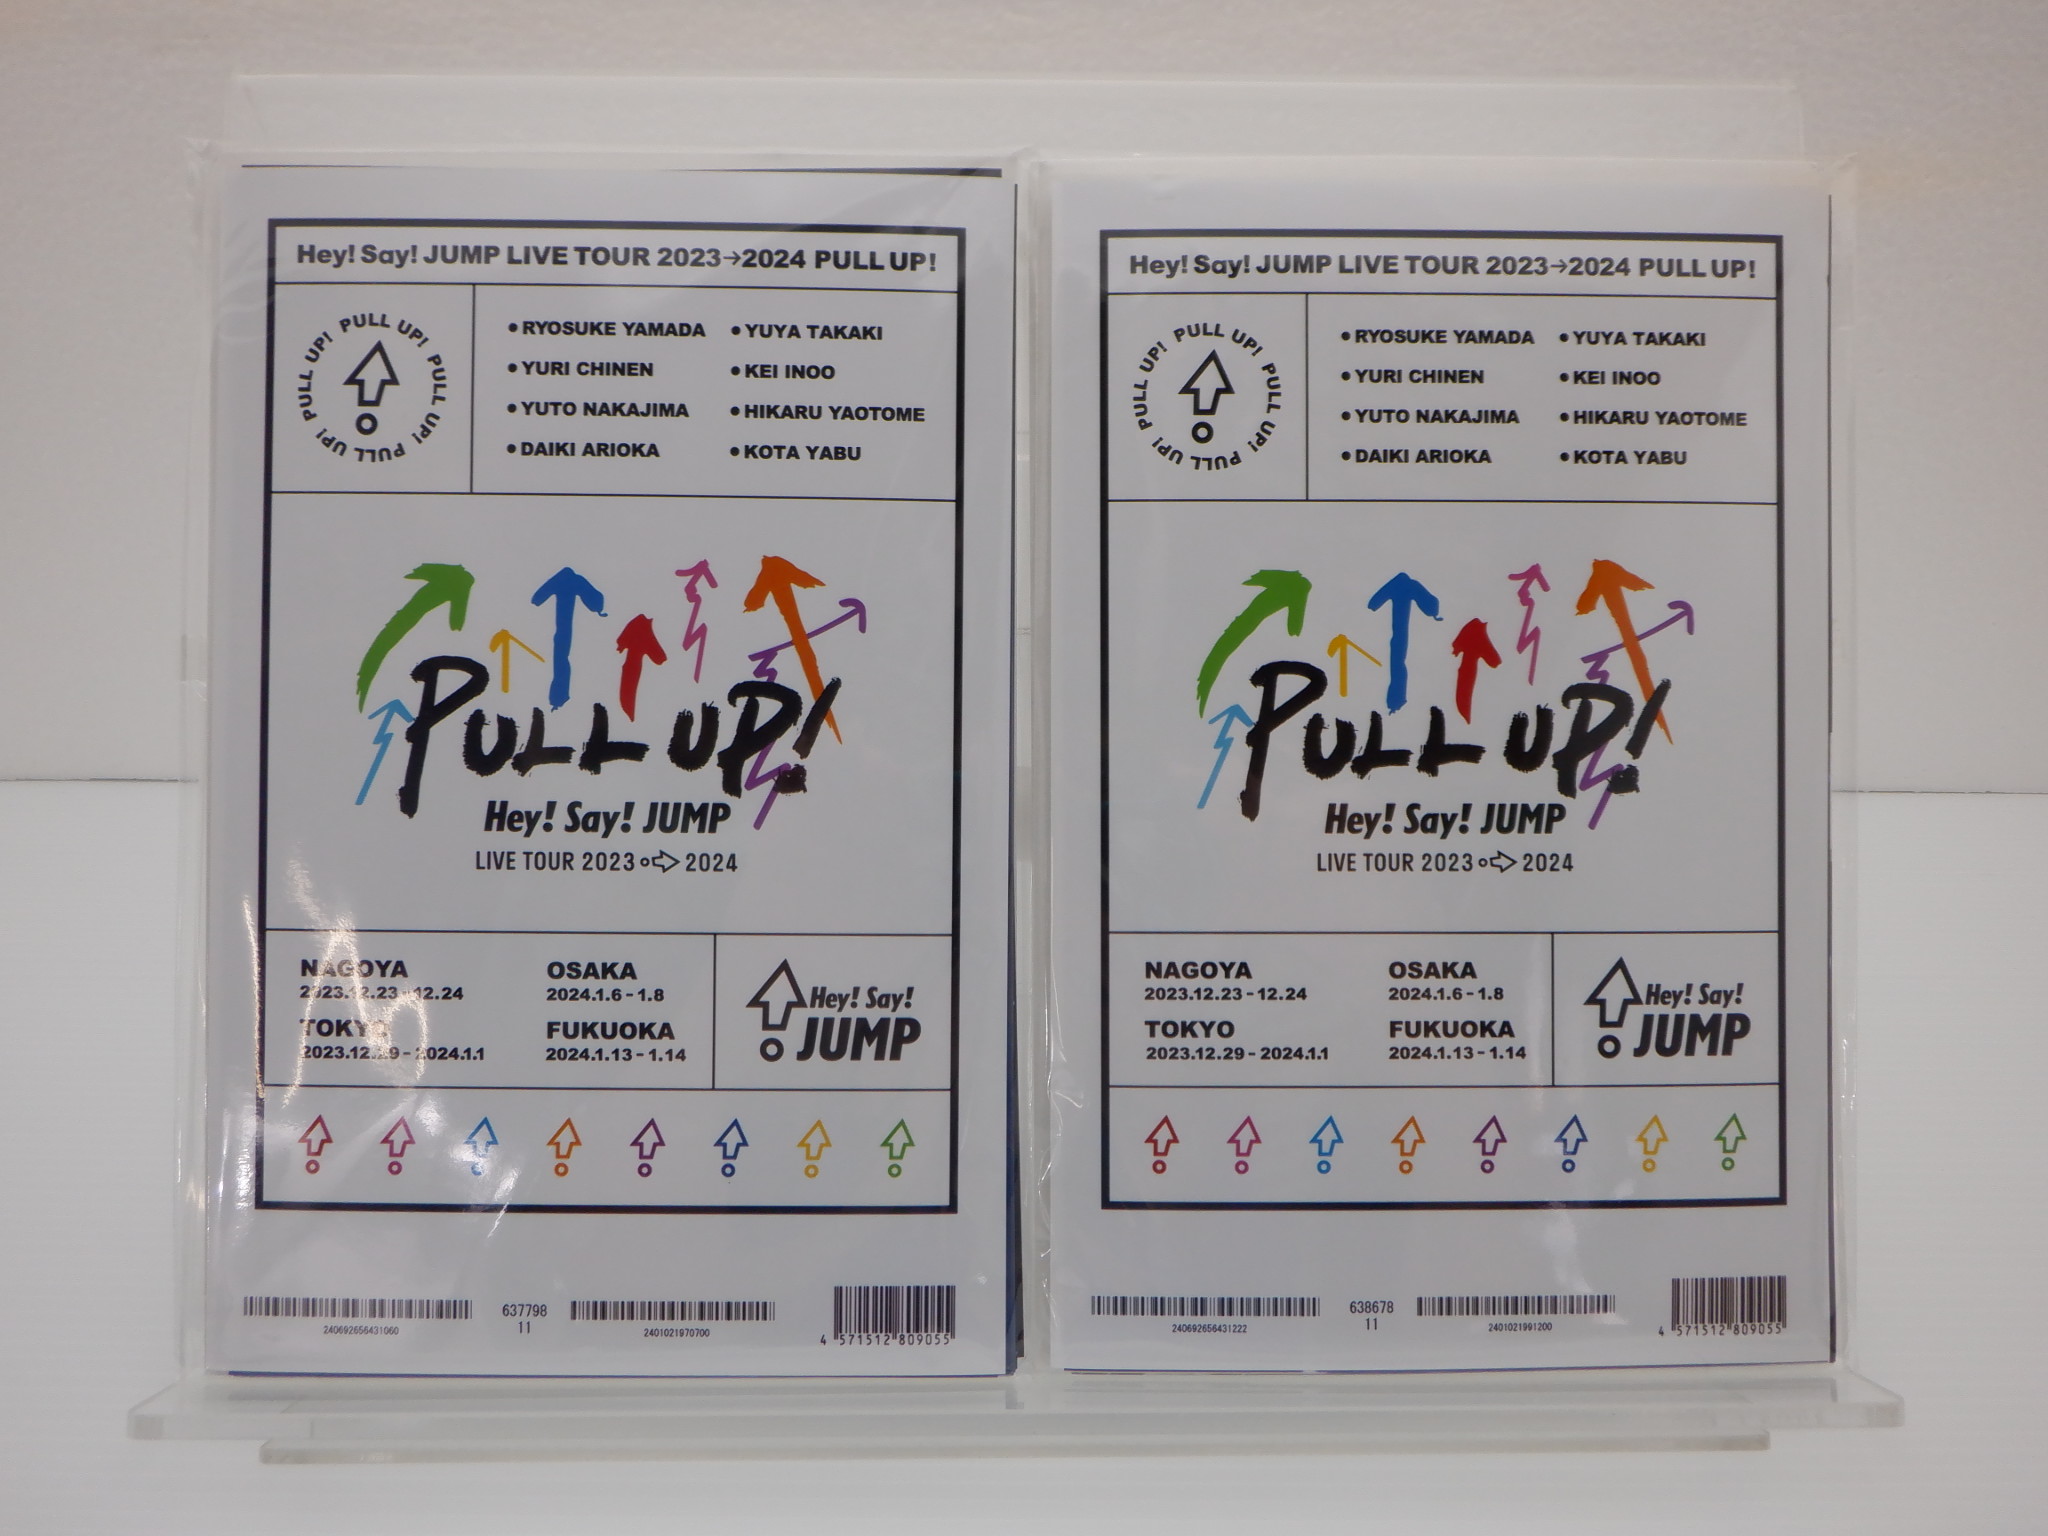 Hey! Say! JUMP LIVE TOUR 2023→2024 PULL UP!
PULL UP! PULL UP! PULL UP! PULL UP!
•RYOSUKE YAMADA •YUYA TAKAKI
•YURI CHINEN •KEI INOO
•YUTO NAKAJIMA •HIKARU YAOTOME
•DAIKI ARIOKA •KOTA YABU
PULL UP!
Hey! Say! JUMP
LIVE TOUR 2023 2024
NAGOYA
2023.12.23-12.24
OSAKA
2024.1.6-1.8
TOKYO
2023.12.29-2024.1.1
FUKUOKA
2024.1.13-1.14
Hey! Say!
JUMP
240692656431060
637798
11
2401021970700
4 571512 809055
Hey! Say! JUMP LIVE TOUR 2023→2024 PULL UP!
PULL UP! PULL UP! PULL UP! PULL UP!
•RYOSUKE YAMADA •YUYA TAKAKI
•YURI CHINEN •KEI INOO
•YUTO NAKAJIMA •HIKARU YAOTOME
•DAIKI ARIOKA •KOTA YABU
PULL UP!
Hey! Say! JUMP
LIVE TOUR 2023 2024
NAGOYA
2023.12.23-12.24
OSAKA
2024.1.6-1.8
TOKYO
2023.12.29-2024.1.1
FUKUOKA
2024.1.13-1.14
Hey! Say!
JUMP
240692656431222
638678
11
2401021991200
4 571512 809055